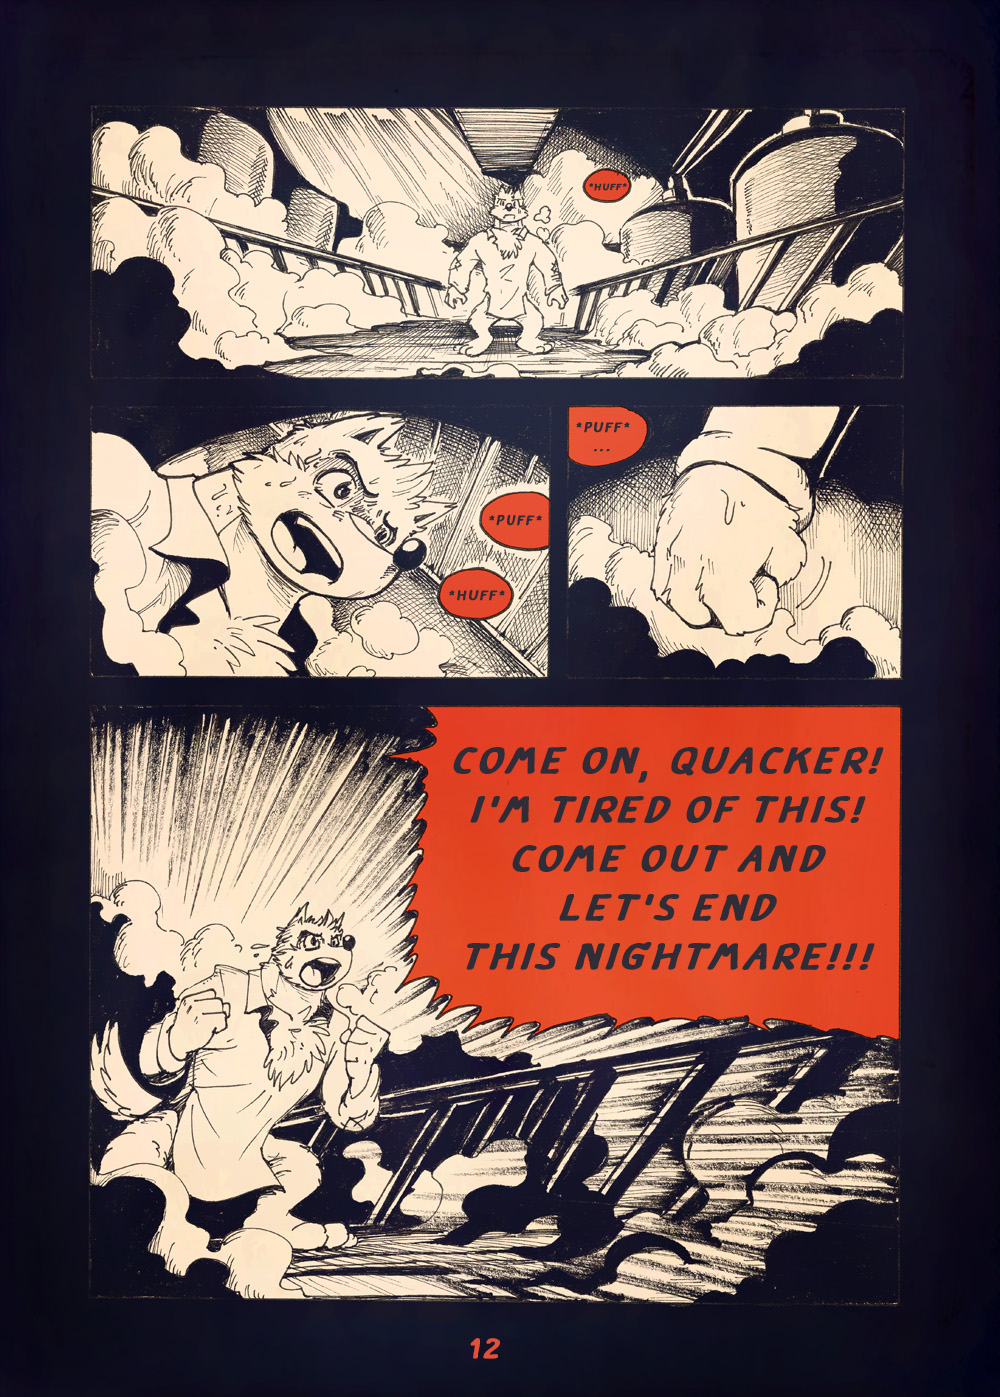 *HUFF*
*PUFF*
*HUFF*
*PUFF*
...
COME ON, QUACKER!
I'M TIRED OF THIS!
COME OUT AND
LET'S END
THIS NIGHTMARE!!!
12